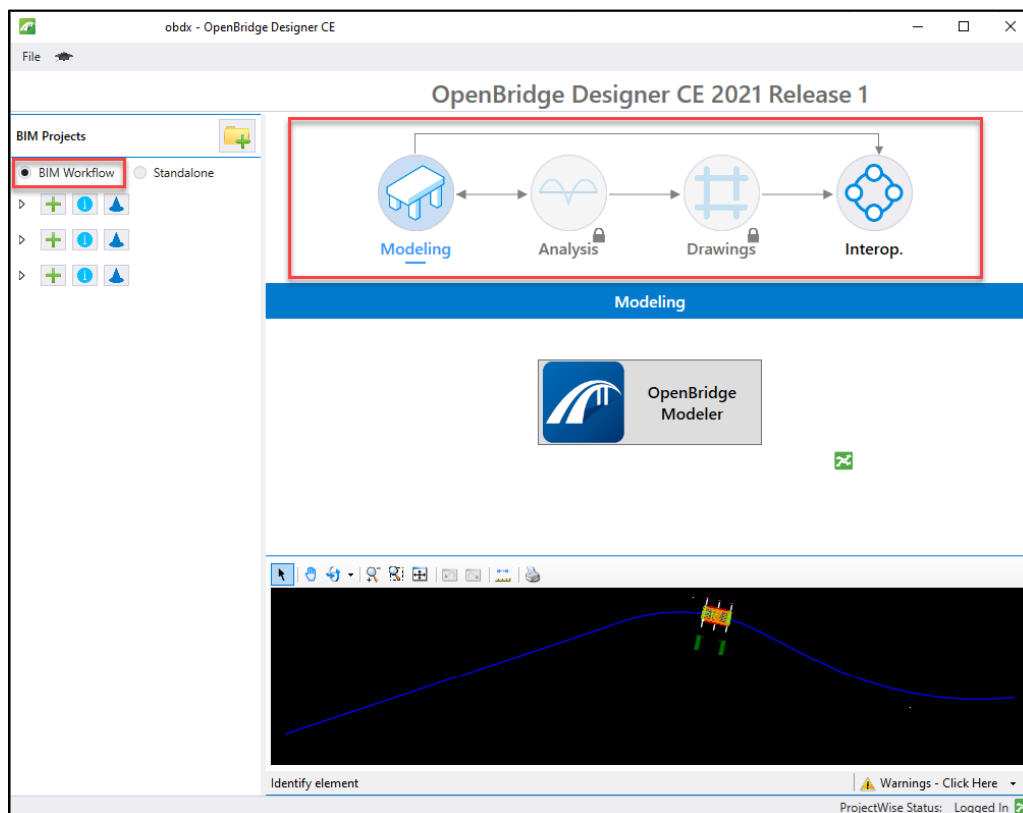 obdx - OpenBridge Designer CE
File
OpenBridge Designer CE 2021 Release 1
BIM Projects
BIM Workflow
Standalone
Modeling
Analysis
Drawings
Interop.
Modeling
OpenBridge
Modeler
Identify element
Warnings - Click Here
ProjectWise Status: Logged In